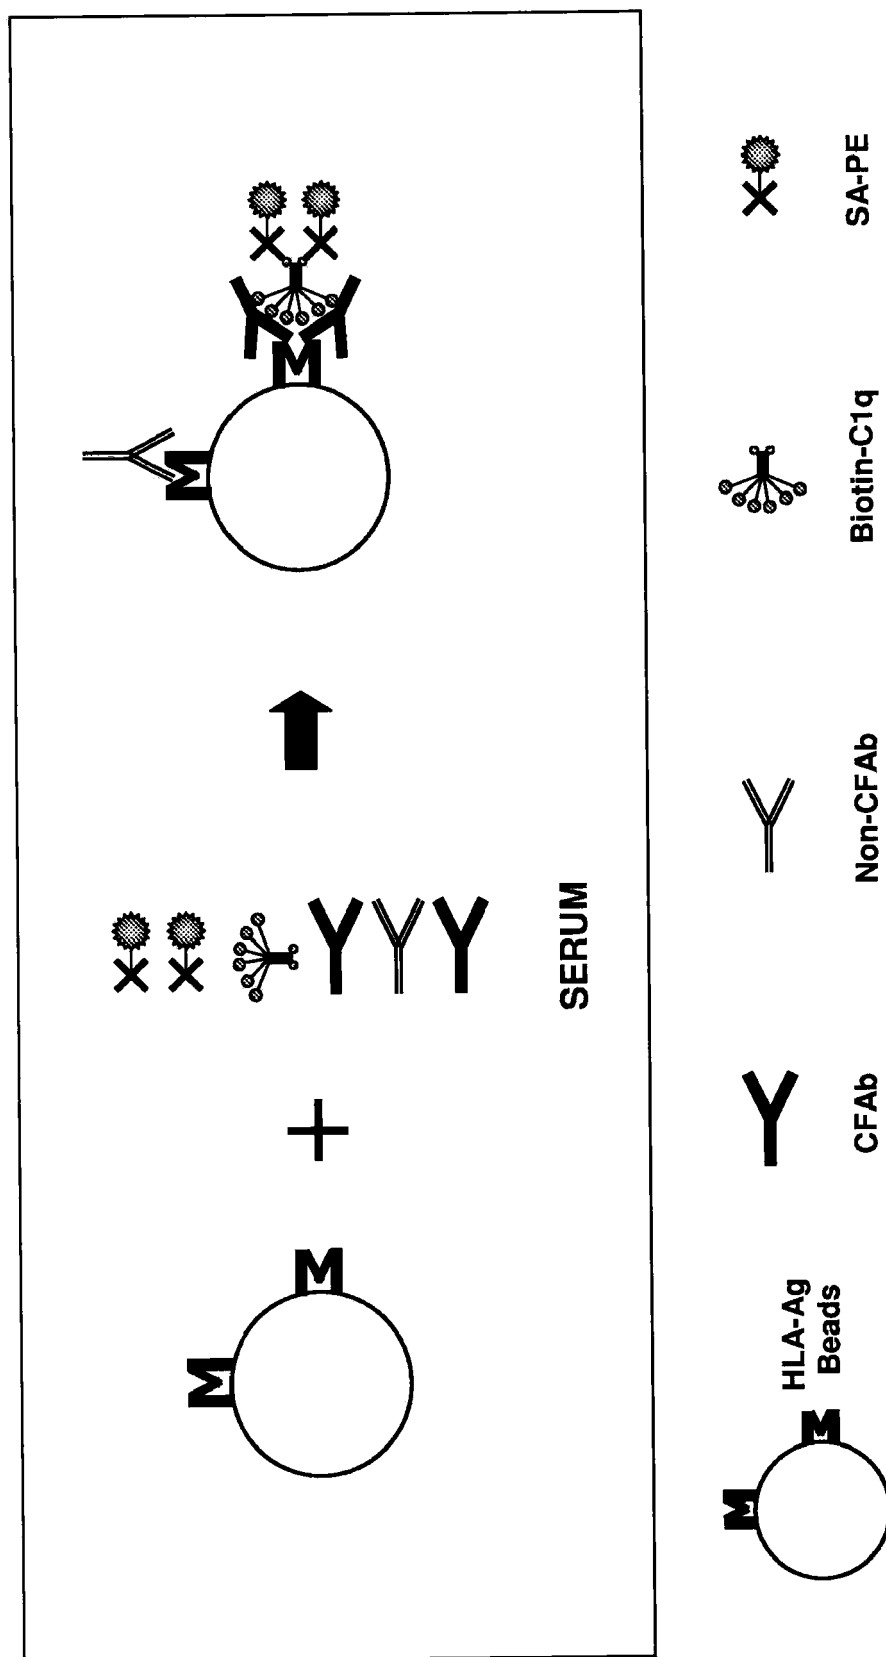 SERUM
HLA-Ag
Beads
CFAb
Non-CFAb
Biotin-C1q
SA-PE